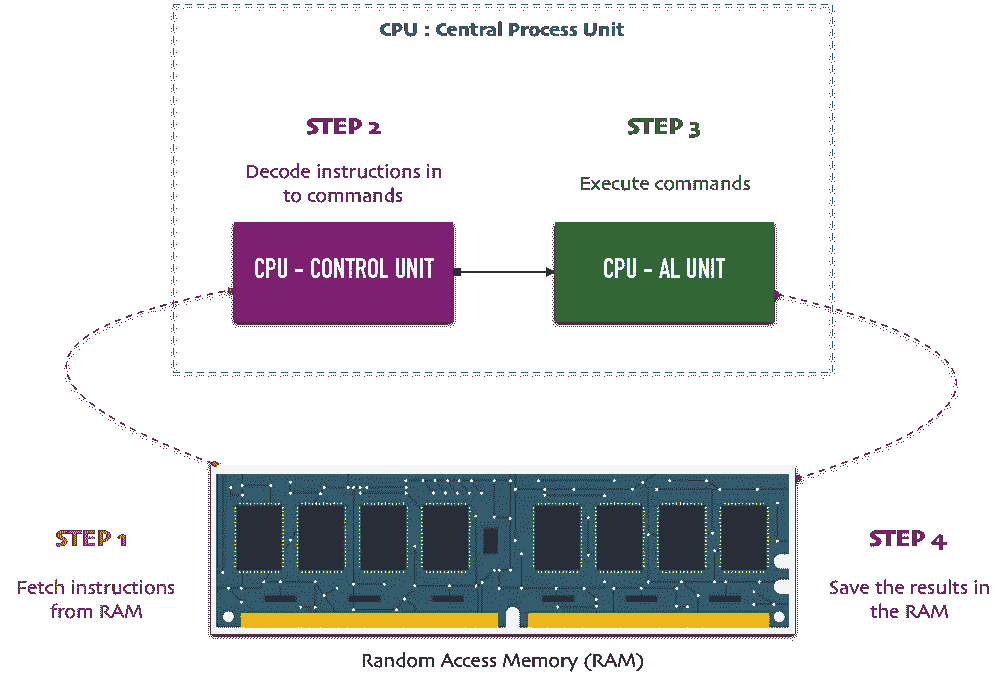 CPU : Central Process Unit
STEP 2
Decode instructions in
to commands
CPU - CONTROL UNIT
STEP 3
Execute commands
CPU - AL UNIT
STEP 1
Fetch instructions
from RAM
STEP 4
Save the results in
the RAM
Random Access Memory (RAM)